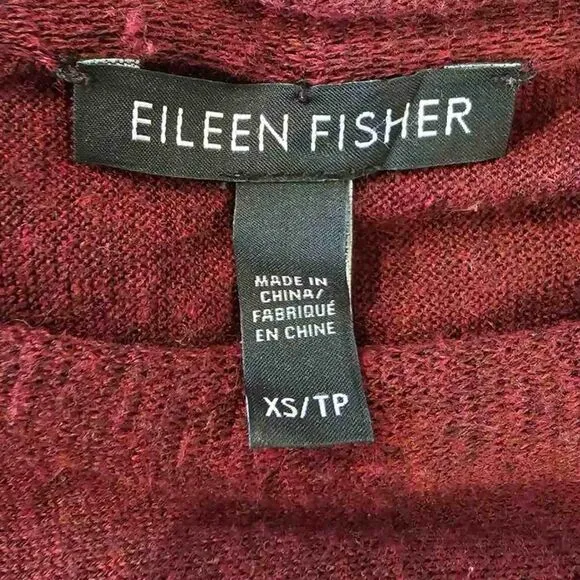 EILEEN FISHER
MADE IN
CHINA/
FABRIQUÉ
EN CHINE
XS/TP